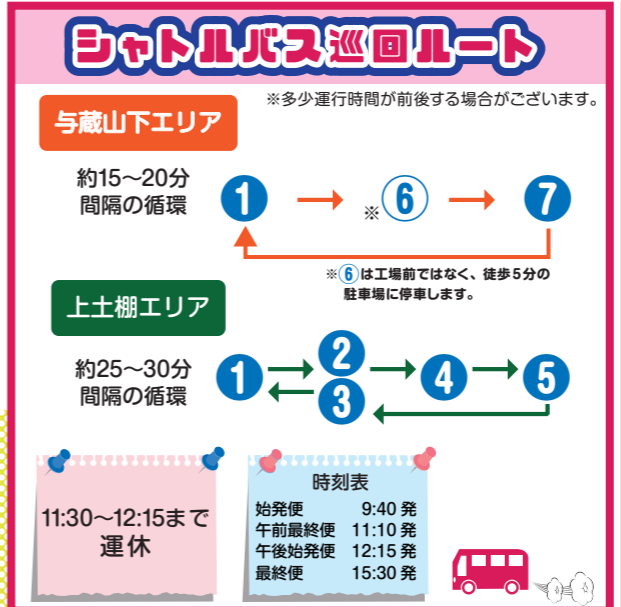 シャトルバス巡回ルート
※多少運行時間が前後する場合がございます。
与蔵山下エリア
約15〜20分
間隔の循環
1
※6
7
※6は工場前ではなく、徒歩5分の
駐車場に停車します。
上土棚エリア
約25〜30分
間隔の循環
1
2
3
4
5
11:30〜12:15まで
運休
時刻表
始発便 9:40 発
午前最終便 11:10 発
午後始発便 12:15 発
最終便 15:30 発